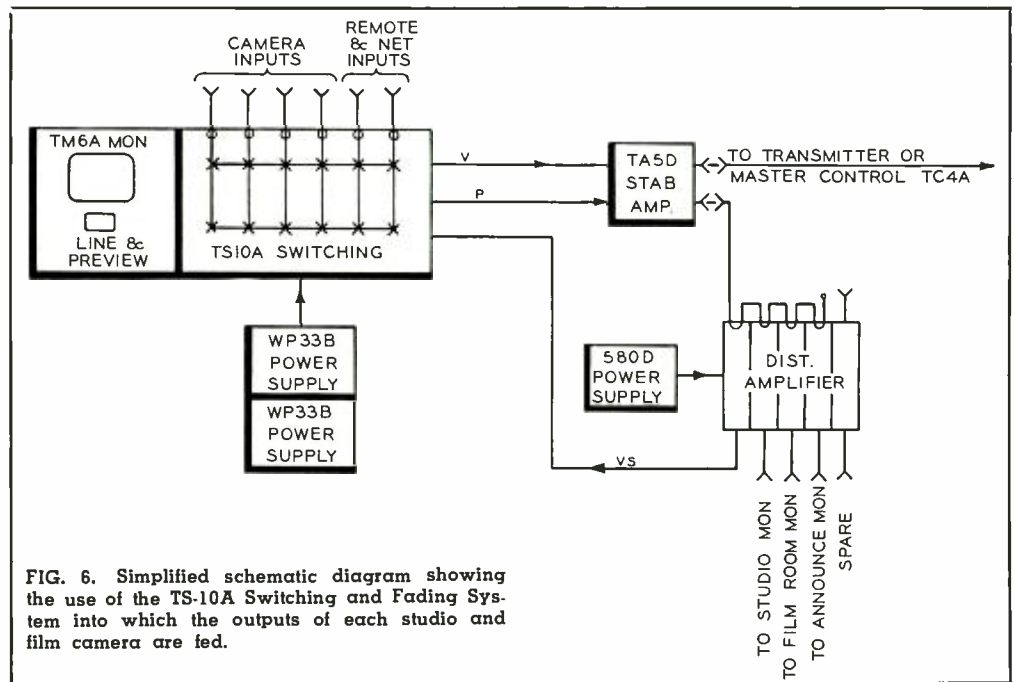 CAMERA
INPUTS
REMOTE
& NET
INPUTS
TM6A MON
LINE &
PREVIEW
TS10A SWITCHING
V
P
TA5D
STAB
AMP.
TO TRANSMITTER OR
MASTER CONTROL TC4A
WP33B
POWER
SUPPLY
WP33B
POWER
SUPPLY
580D
POWER
SUPPLY
DIST.
AMPLIFIER
VS
TO STUDIO MON
TO FILM ROOM MON
TO ANNOUNCE MON
SPARE
FIG. 6. Simplified schematic diagram showing
the use of the TS-10A Switching and Fading Sys-
tem into which the outputs of each studio and
film camera are fed.